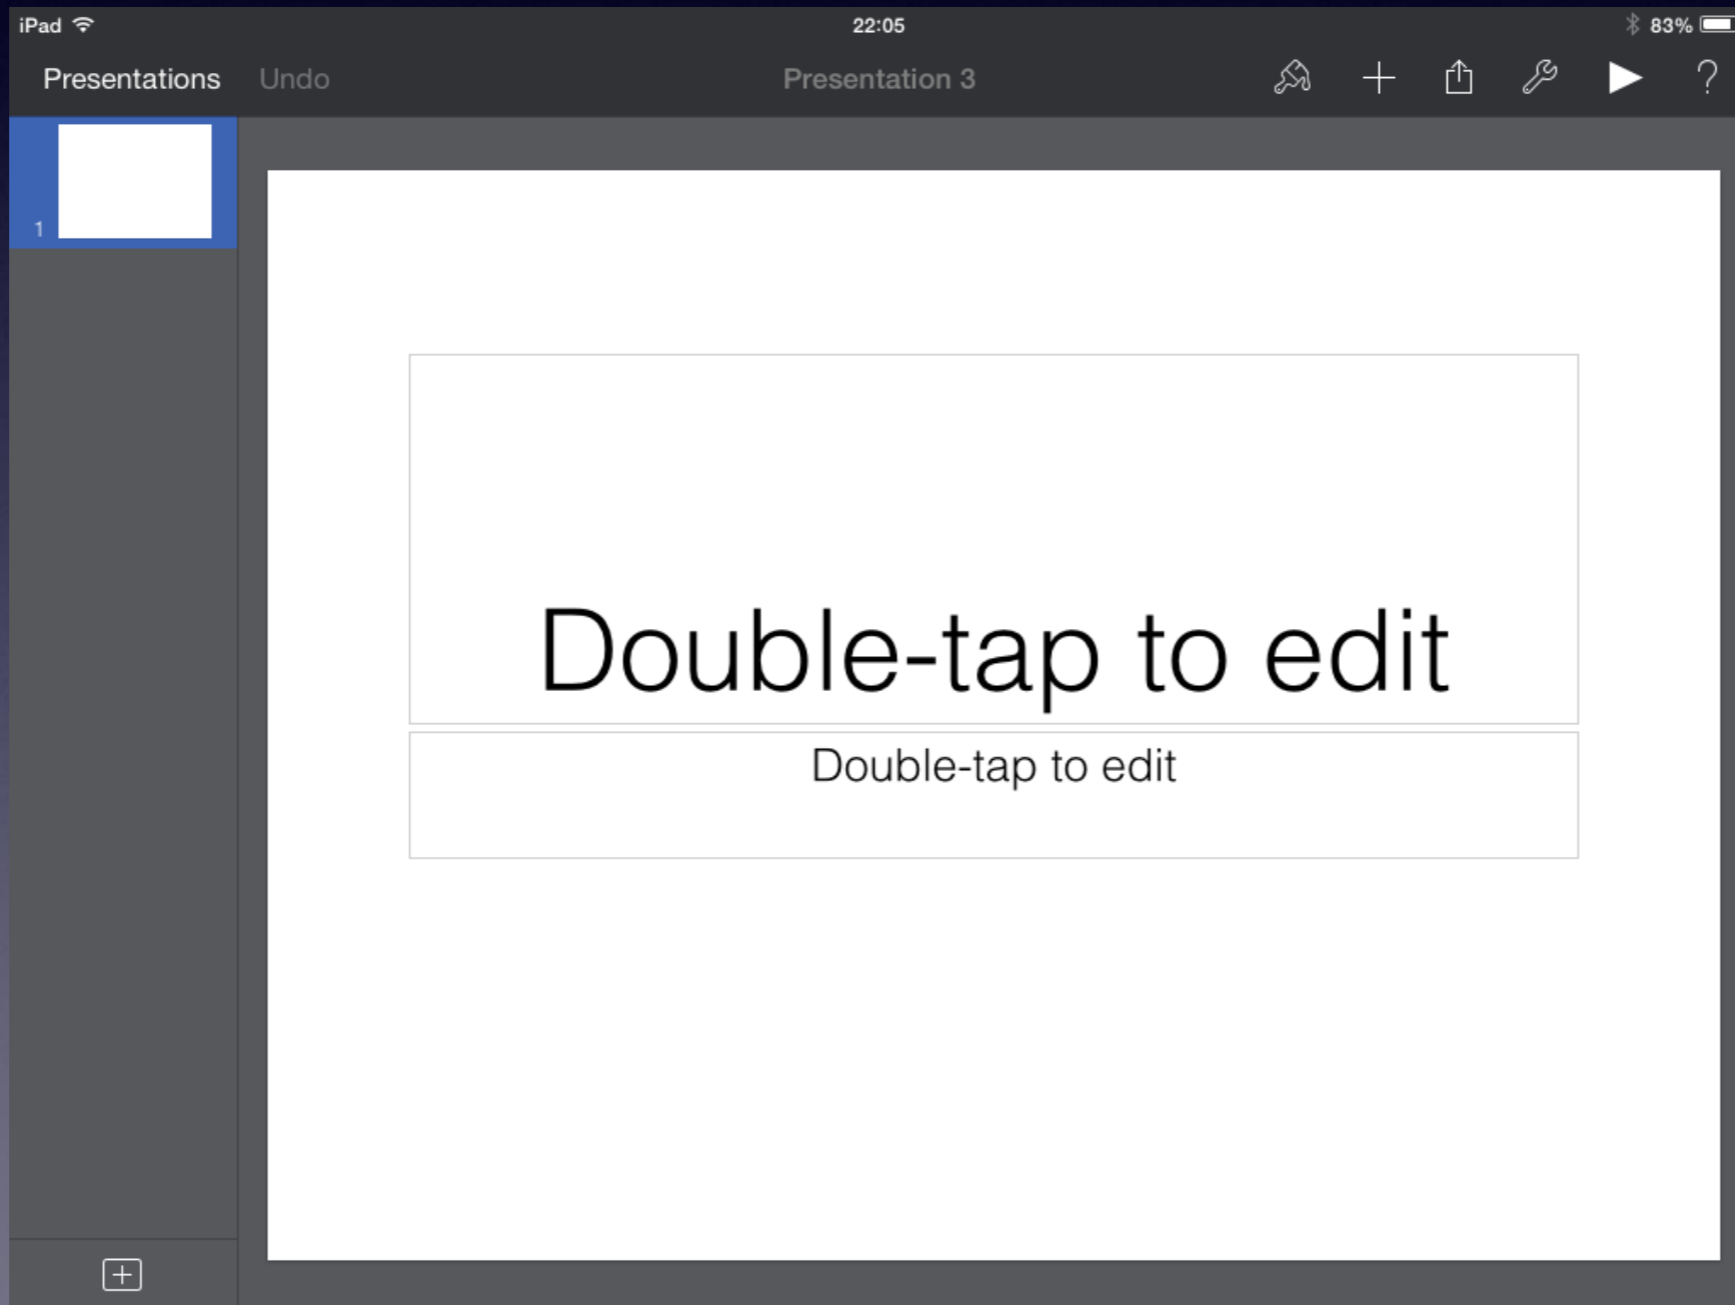 iPad 22:05 83%
Presentations Undo Presentation 3 ?
1
Double-tap to edit
Double-tap to edit